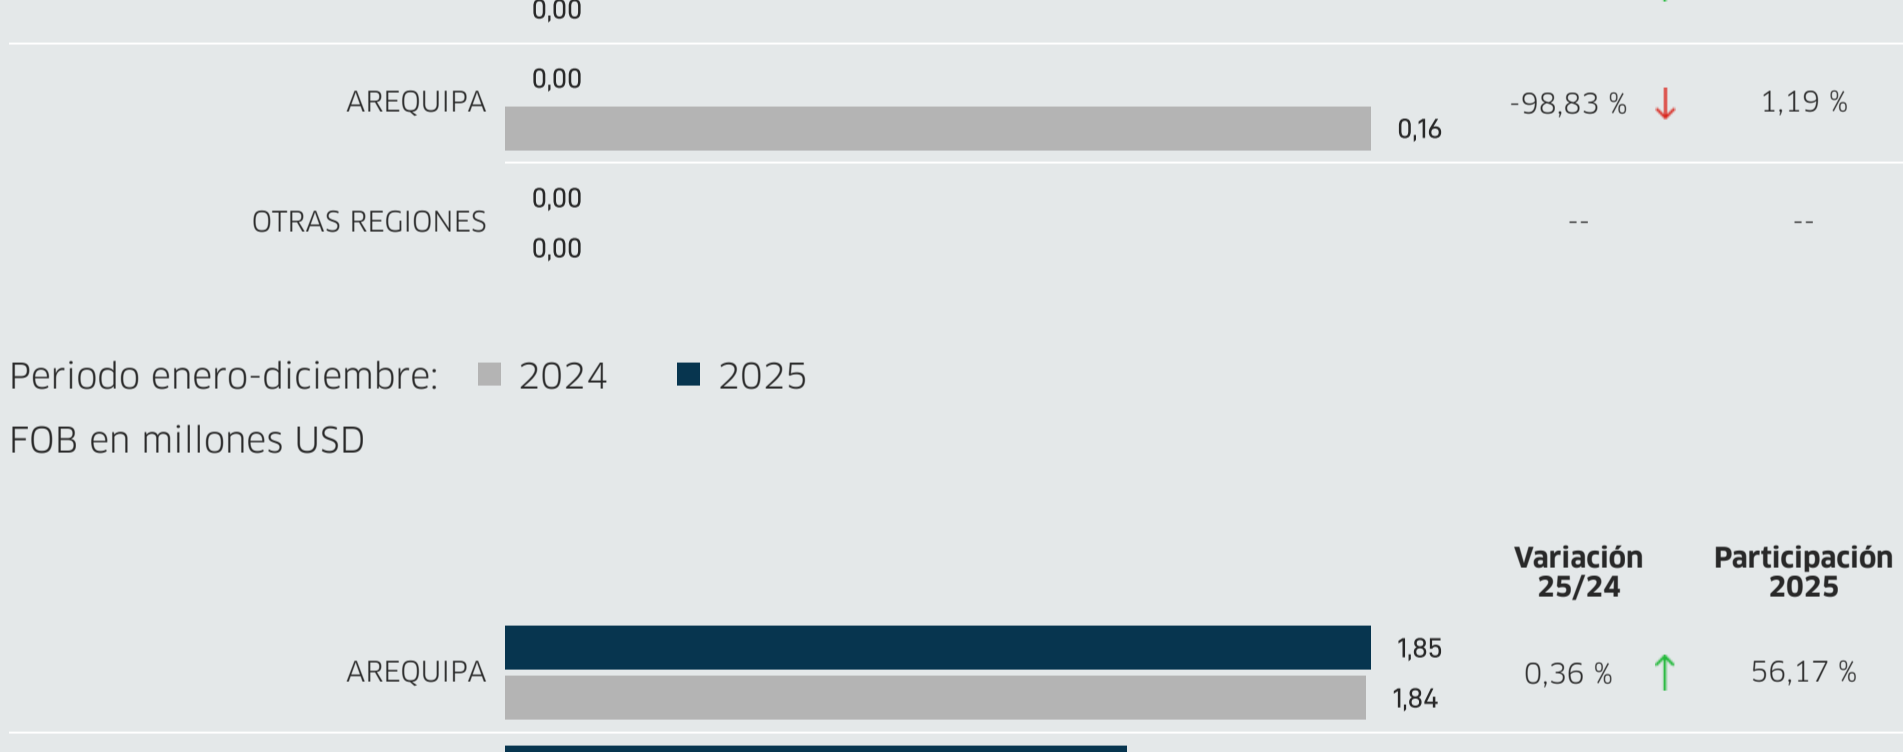 0,00
0,00
AREQUIPA
-98,83 %
1,19 %
0,16
0,00
OTRAS REGIONES
--
--
0,00
Periodo enero-diciembre: 2024 2025
FOB en millones USD
Variación
25/24
Participación
2025
1,85
AREQUIPA
0,36 %
56,17 %
1,84